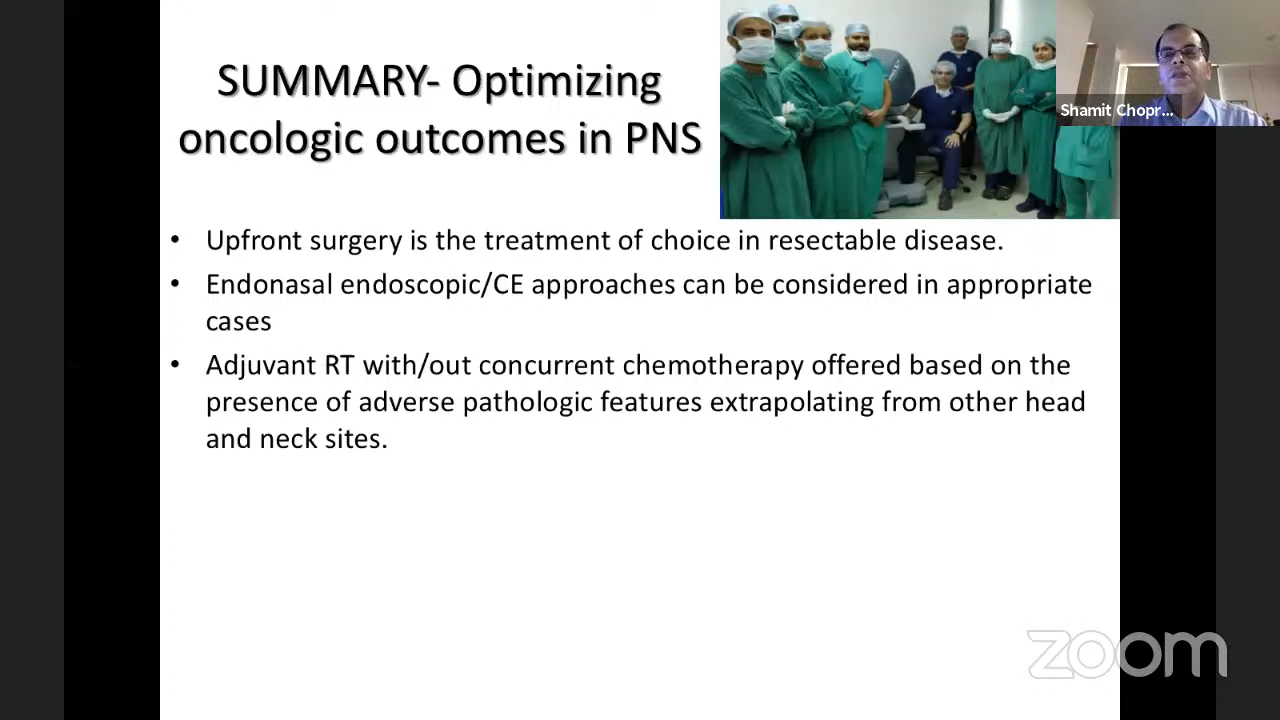 SUMMARY- Optimizing
oncologic outcomes in PNS
Shamit Chopr...
• Upfront surgery is the treatment of choice in resectable disease.
• Endonasal endoscopic/CE approaches can be considered in appropriate
cases
• Adjuvant RT with/out concurrent chemotherapy offered based on the
presence of adverse pathologic features extrapolating from other head
and neck sites.
zoom